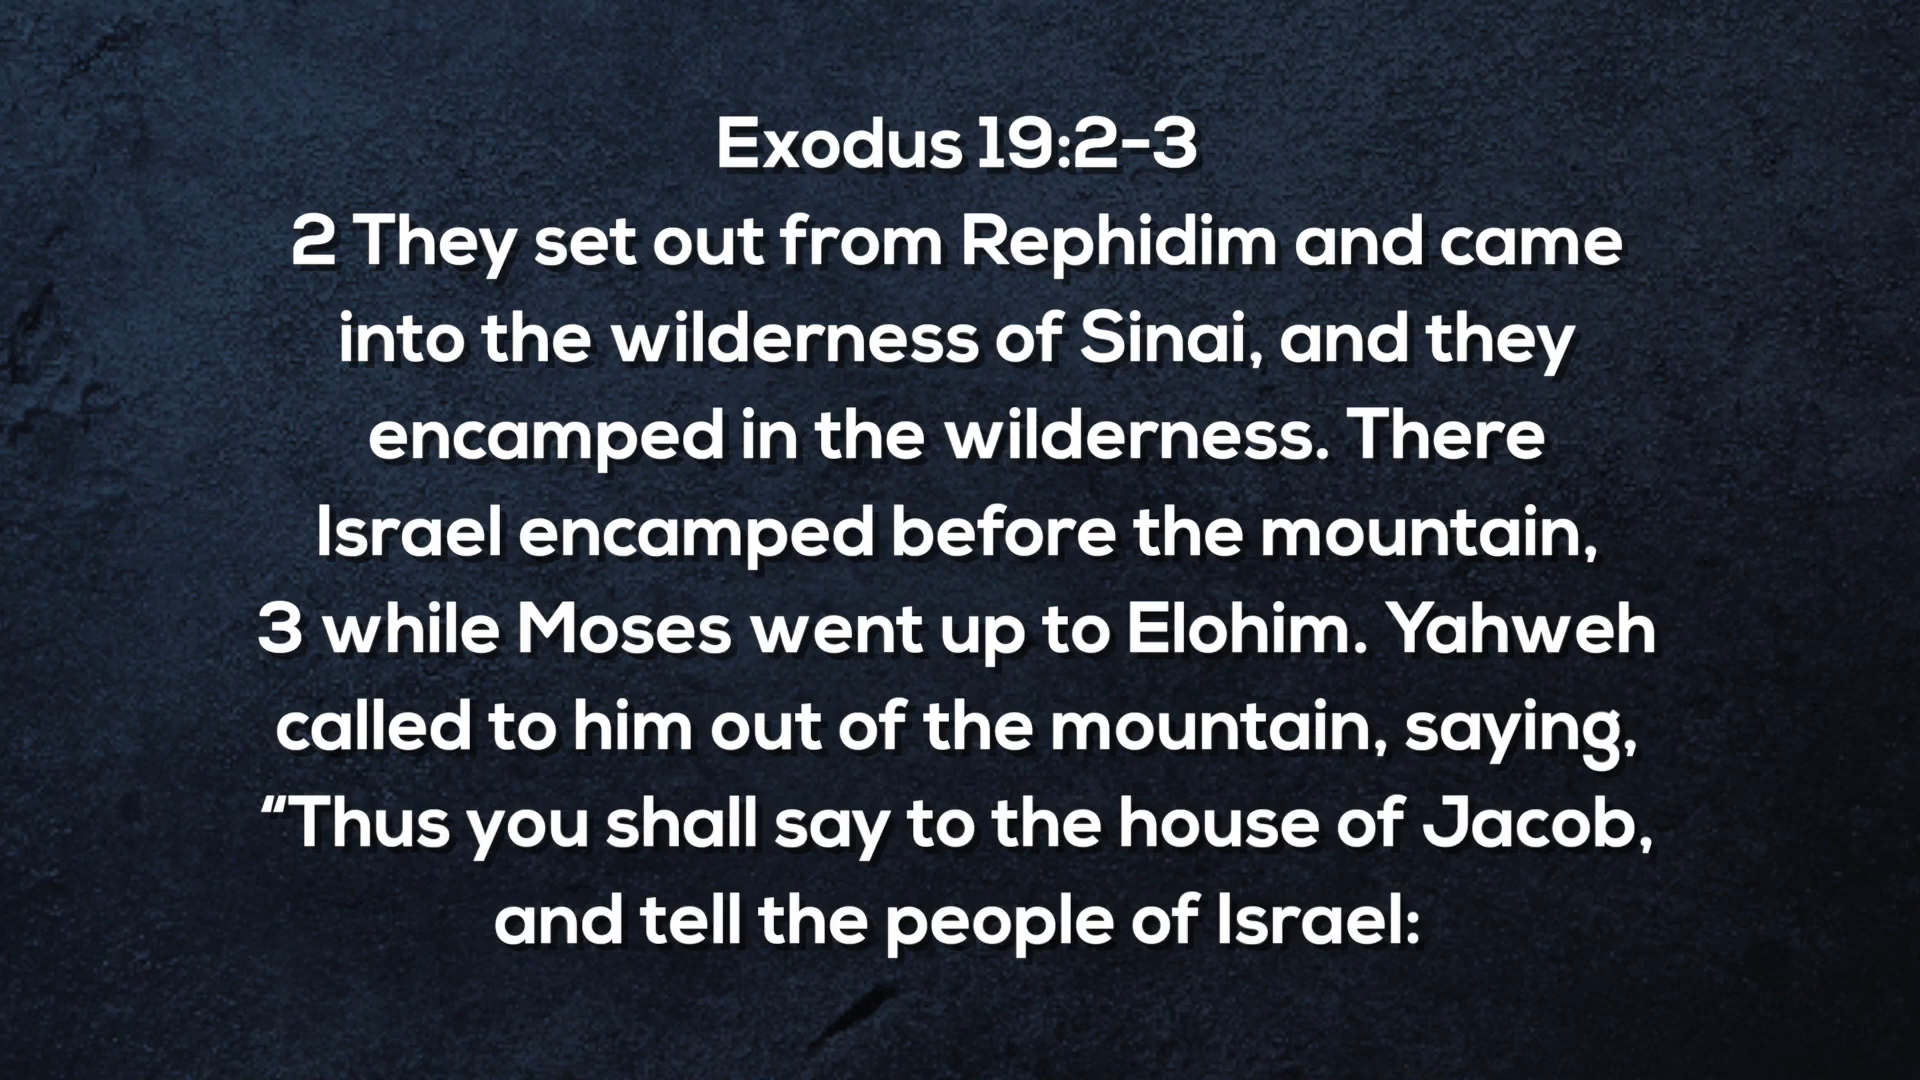 Exodus 19:2-3
2 They set out from Rephidim and came
into the wilderness of Sinai, and they
encamped in the wilderness. There
Israel encamped before the mountain,
3 while Moses went up to Elohim. Yahweh
called to him out of the mountain, saying,
“Thus you shall say to the house of Jacob,
and tell the people of Israel: